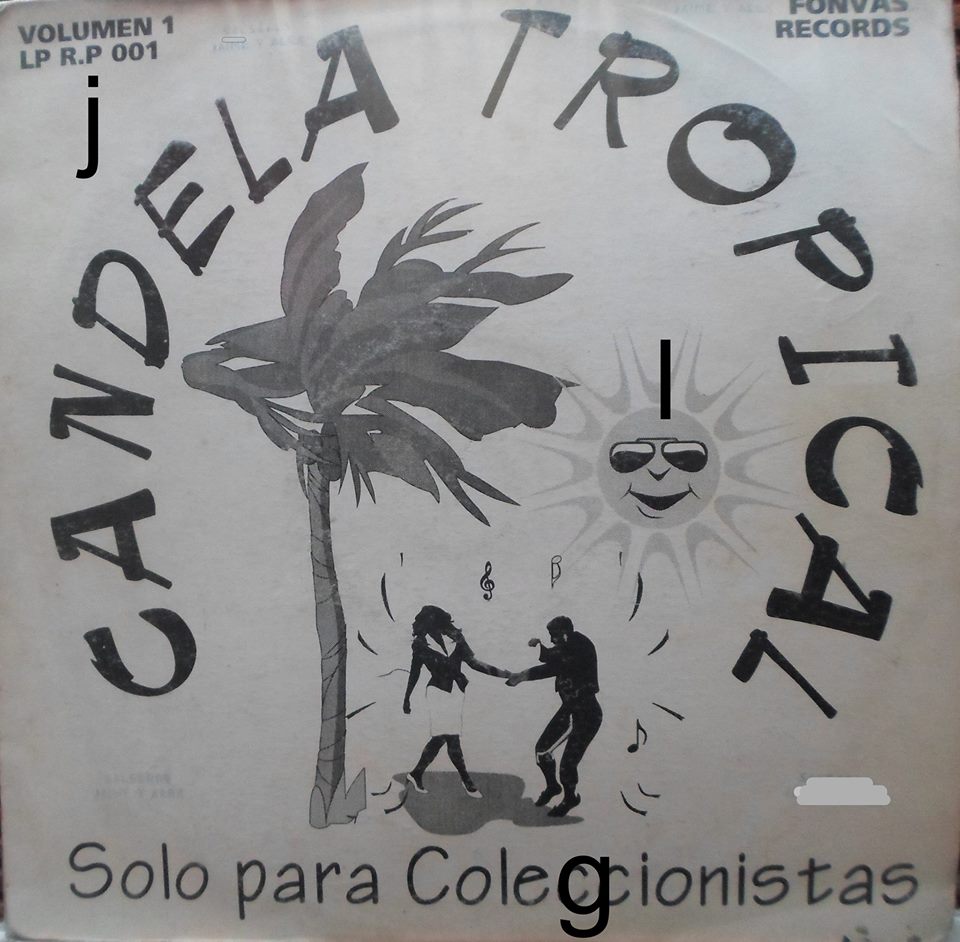 VOLUMEN 1
LP R.P 001
FONVAS
RECORDS
j
CANDELA TROPICAL
l
Solo para Coleccionistas
g